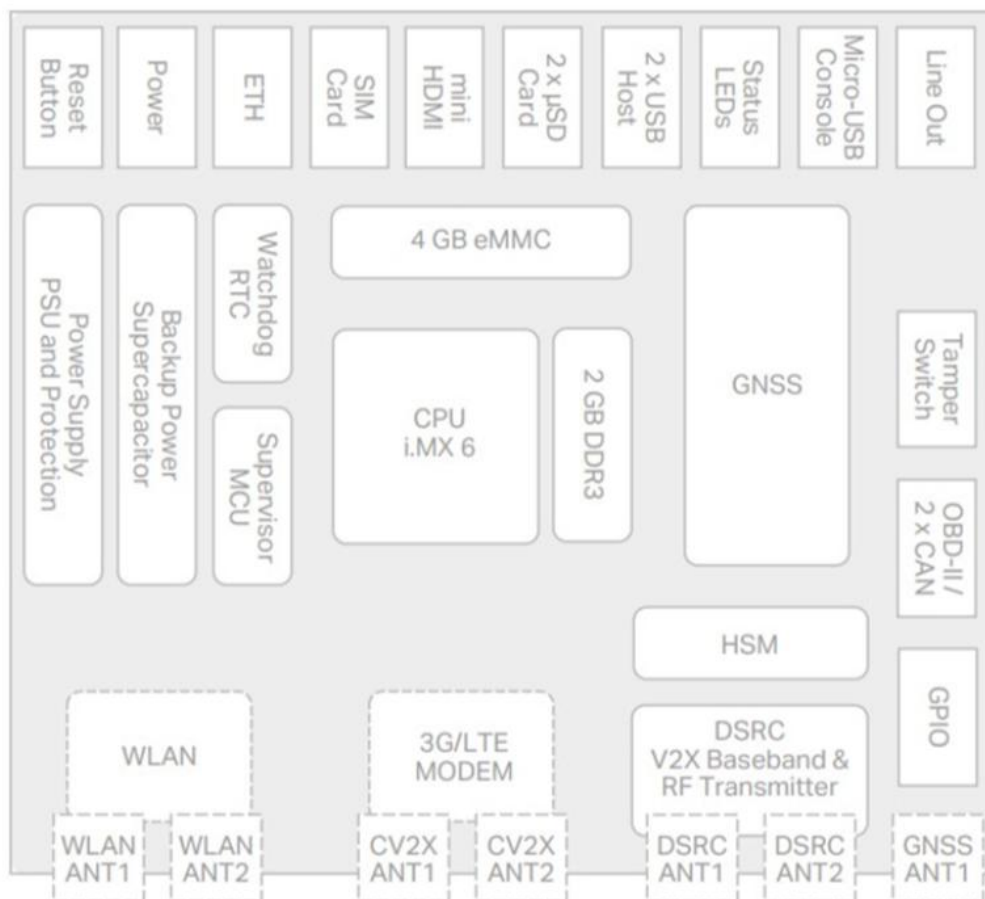 Reset
Button
Power
ETH
SIM
Card
mini
HDMI
2 x µSD
Card
2 x USB
Host
Status
LEDs
Micro-USB
Console
Line Out
Power Supply
PSU and Protection
Backup Power
Supercapacitor
Watchdog
RTC
Supervisor
MCU
4 GB eMMC
CPU
i.MX 6
2 GB DDR3
GNSS
Tamper
Switch
OBD-II /
2 x CAN
GPIO
HSM
WLAN
3G/LTE
MODEM
DSRC
V2X Baseband &
RF Transmitter
WLAN
ANT1
WLAN
ANT2
CV2X
ANT1
CV2X
ANT2
DSRC
ANT1
DSRC
ANT2
GNSS
ANT1